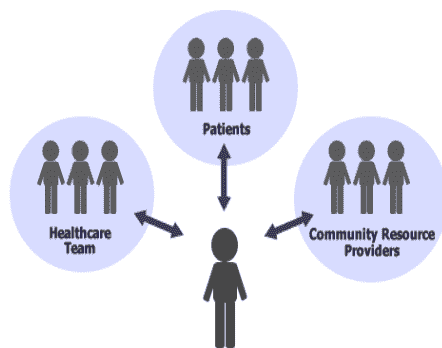 Patients
Healthcare
Team
Community Resource
Providers